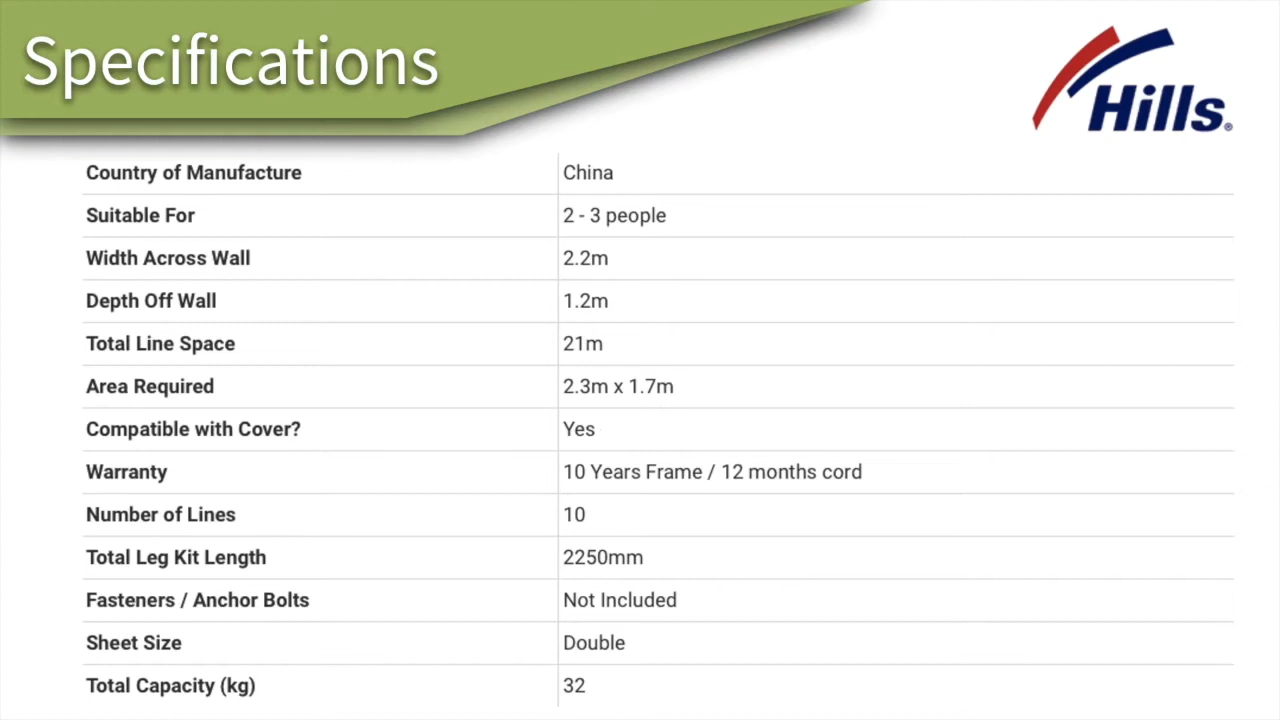 Specifications
Hills®
Country of Manufacture China
Suitable For 2 - 3 people
Width Across Wall 2.2m
Depth Off Wall 1.2m
Total Line Space 21m
Area Required 2.3m x 1.7m
Compatible with Cover? Yes
Warranty 10 Years Frame / 12 months cord
Number of Lines 10
Total Leg Kit Length 2250mm
Fasteners / Anchor Bolts Not Included
Sheet Size Double
Total Capacity (kg) 32